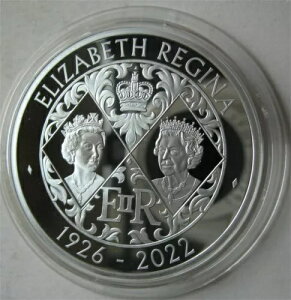 ELIZABETH REGINA
EIIR
1926 - 2022